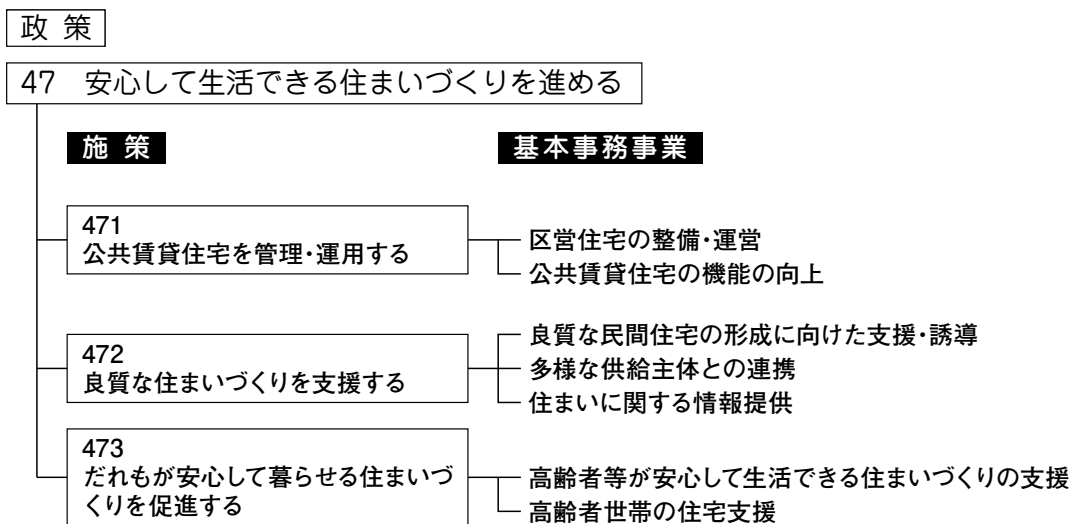 政 策
47 安心して生活できる住まいづくりを進める
施 策
基本事務事業
471
公共賃貸住宅を管理・運用する
区営住宅の整備・運営
公共賃貸住宅の機能の向上
472
良質な住まいづくりを支援する
良質な民間住宅の形成に向けた支援・誘導
多様な供給主体との連携
住まいに関する情報提供
473
だれもが安心して暮らせる住まいづ
くりを促進する
高齢者等が安心して生活できる住まいづくりの支援
高齢者世帯の住宅支援